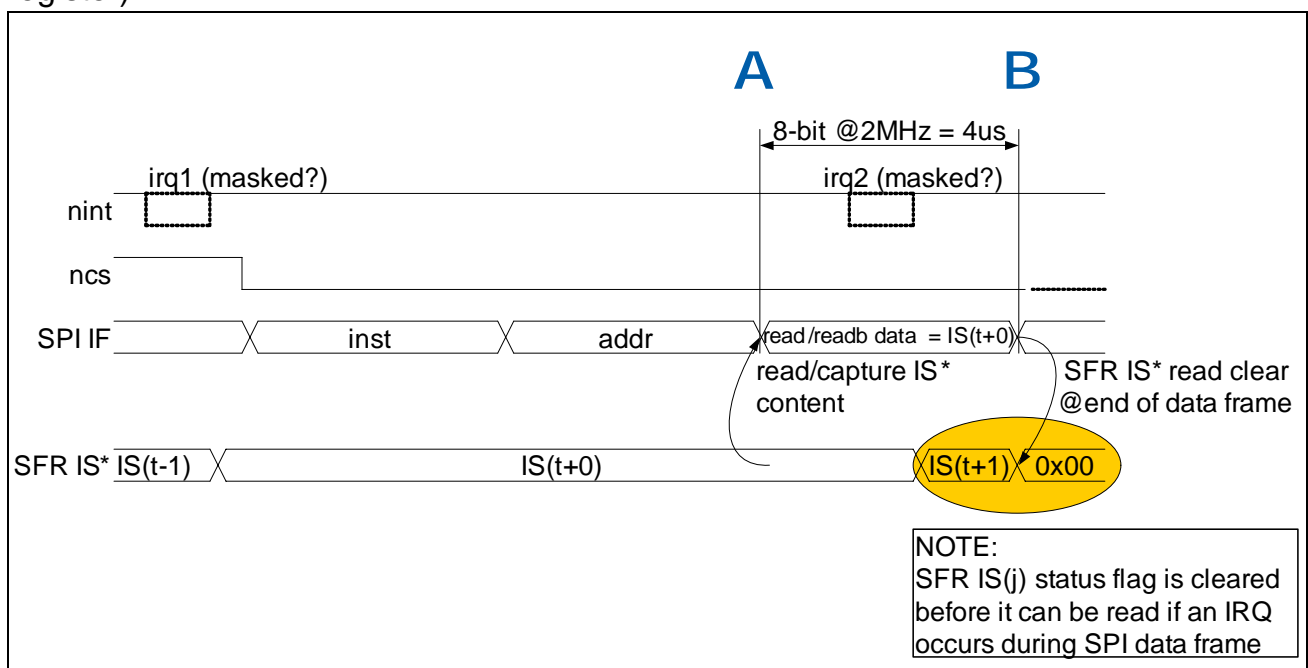 A B
8-bit @2MHz = 4us
irq1 (masked?) irq2 (masked?)
nint
ncs
SPI IF inst addr read/readb data = IS(t+0)
read/capture IS*
content
SFR IS* read clear
@end of data frame
SFR IS* IS(t-1) IS(t+0) IS(t+1) 0x00
NOTE:
SFR IS(j) status flag is cleared
before it can be read if an IRQ
occurs during SPI data frame